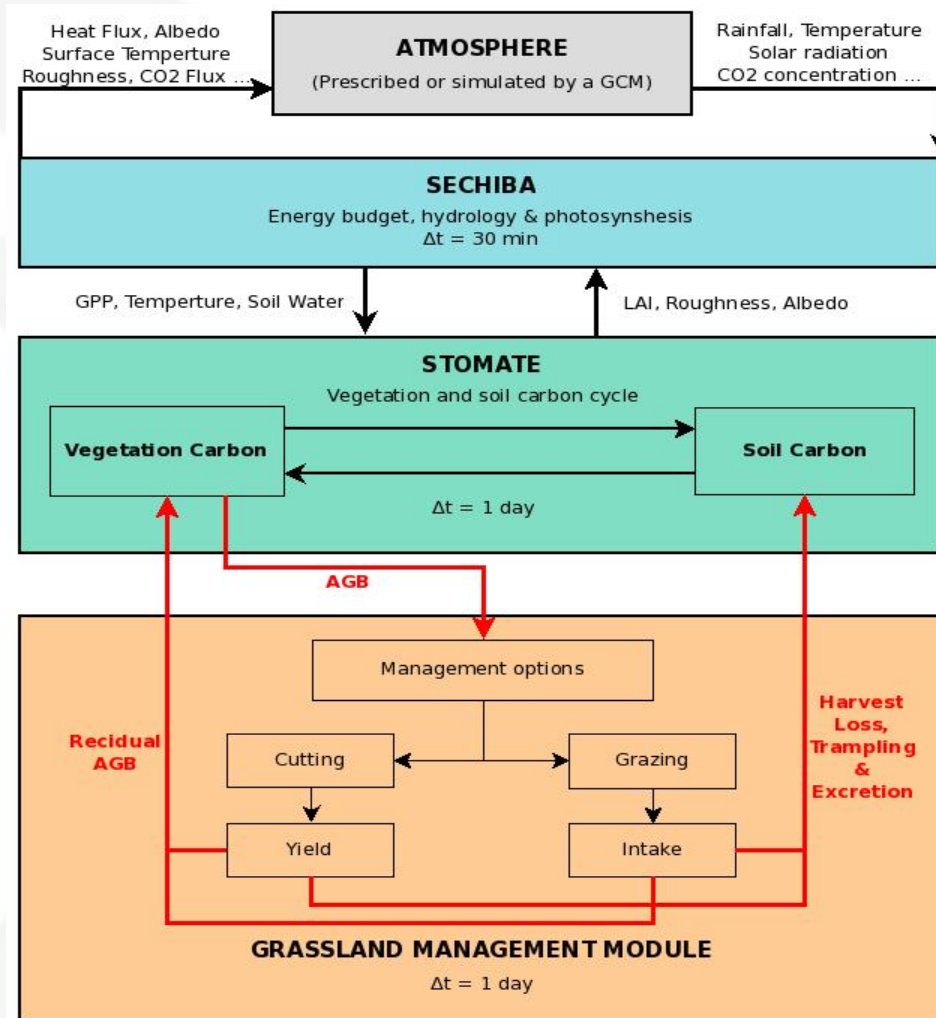 Heat Flux, Albedo
Surface Temperture
Roughness, CO2 Flux ...
ATMOSPHERE
(Prescribed or simulated by a GCM)
Rainfall, Temperature
Solar radiation
CO2 concentration ...
SECHIBA
Energy budget, hydrology & photosynshesis
Δt = 30 min
GPP, Temperture, Soil Water
LAI, Roughness, Albedo
STOMATE
Vegetation and soil carbon cycle
Vegetation Carbon
Soil Carbon
Δt = 1 day
AGB
Management options
Recidual
AGB
Cutting
Grazing
Harvest
Loss,
Trampling
&
Excretion
Yield
Intake
GRASSLAND MANAGEMENT MODULE
Δt = 1 day